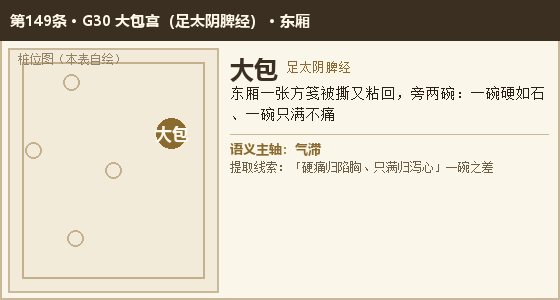 第149条・G30 大包宫（足太阴脾经）・东厢
桩位图（本表自绘）
大包
大包 足太阴脾经
东厢一张方笺被撕又粘回，旁两碗：一碗硬如石
、一碗只满不痛
语义主轴：气滞
提取线索：「硬痛归陷胸、只满归泻心」一碗之差